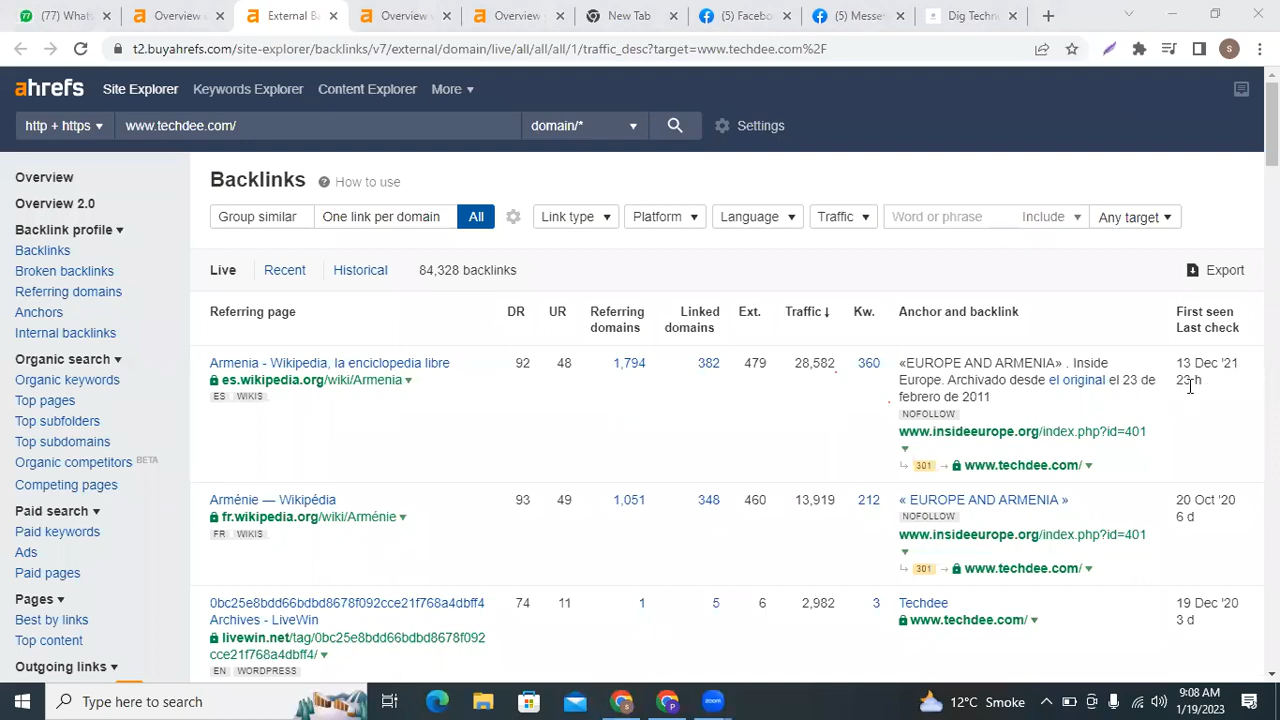 (77) Whats
Overview
External Ba
Overview
Overview
New Tab
(5) Facebo
(5) Messe
Dig Techno
t2.buyahrefs.com/site-explorer/backlinks/v7/external/domain/live/all/all/all/1/traffic_desc?target=www.techdee.com%2F
ahrefs Site Explorer Keywords Explorer Content Explorer More
http + https www.techdee.com/ domain/* Settings
Overview
Overview 2.0
Backlink profile
Backlinks
Broken backlinks
Referring domains
Anchors
Internal backlinks
Organic search
Organic keywords
Top pages
Top subfolders
Top subdomains
Organic competitors BETA
Competing pages
Paid search
Paid keywords
Ads
Paid pages
Pages
Best by links
Top content
Outgoing links
Backlinks ? How to use
Group similar One link per domain All Link type Platform Language Traffic Word or phrase Include Any target
Live Recent Historical 84,328 backlinks Export
Referring page DR UR Referring domains Linked domains Ext. Traffic↓ Kw. Anchor and backlink First seen Last check
Armenia - Wikipedia, la enciclopedia libre 92 48 1,794 382 479 28,582 360 «EUROPE AND ARMENIA» . Inside 13 Dec '21
es.wikipedia.org/wiki/Armenia Europe. Archivado desde el original el 23 de 23 h
ES WIKIS febrero de 2011
NOFOLLOW
www.insideeurope.org/index.php?id=401
301 → www.techdee.com/
Arménie — Wikipédia 93 49 1,051 348 460 13,919 212 « EUROPE AND ARMENIA » 20 Oct '20
fr.wikipedia.org/wiki/Arménie NOFOLLOW 6 d
FR WIKIS www.insideeurope.org/index.php?id=401
301 → www.techdee.com/
0bc25e8bdd66bdbd8678f092cce21f768a4dbff4 74 11 1 5 6 2,982 3 Techdee 19 Dec '20
Archives - LiveWin www.techdee.com/ 3 d
livewin.net/tag/0bc25e8bdd66bdbd8678f092
cce21f768a4dbff4/
EN WORDPRESS
Type here to search
12°C Smoke
9:08 AM
1/19/2023